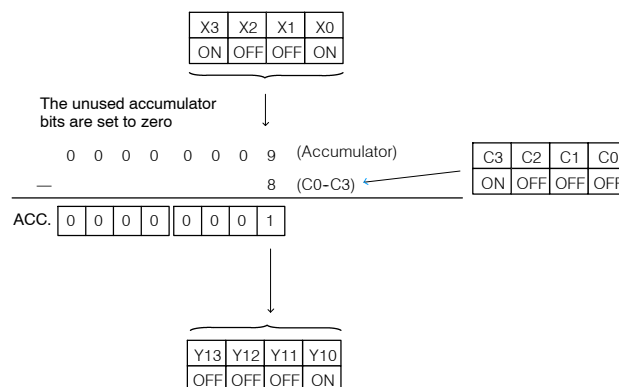 X3 X2 X1 X0
ON OFF OFF ON
The unused accumulator
bits are set to zero
0 0 0 0 0 0 0 9 (Accumulator)
— 8 (C0-C3)
C3 C2 C1 C0
ON OFF OFF OFF
ACC. 0 0 0 0 0 0 0 1
Y13 Y12 Y11 Y10
OFF OFF OFF ON